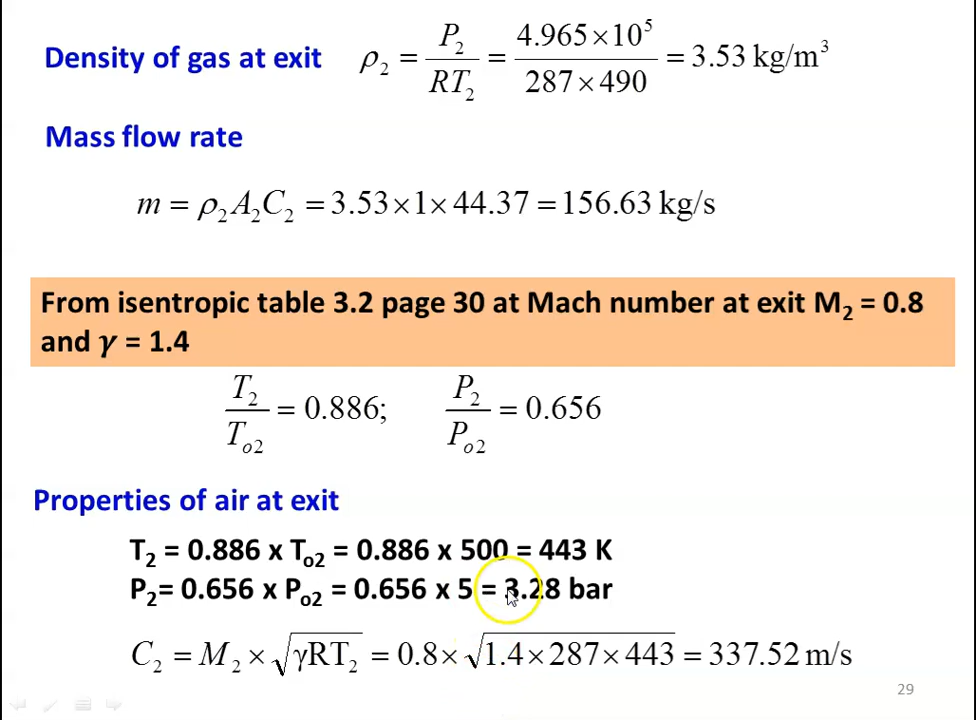 Density of gas at exit ρ₂ = P₂/RT₂ = 4.965×10⁵/287×490 = 3.53 kg/m³
Mass flow rate
m = ρ₂A₂C₂ = 3.53×1×44.37 = 156.63 kg/s
From isentropic table 3.2 page 30 at Mach number at exit M₂ = 0.8
and γ = 1.4
T₂/Tₒ₂ = 0.886; P₂/Pₒ₂ = 0.656
Properties of air at exit
T₂ = 0.886 x Tₒ₂ = 0.886 x 500 = 443 K
P₂= 0.656 x Pₒ₂ = 0.656 x 5 = 3.28 bar
C₂ = M₂ × √γRT₂ = 0.8× √1.4×287×443 = 337.52 m/s
29